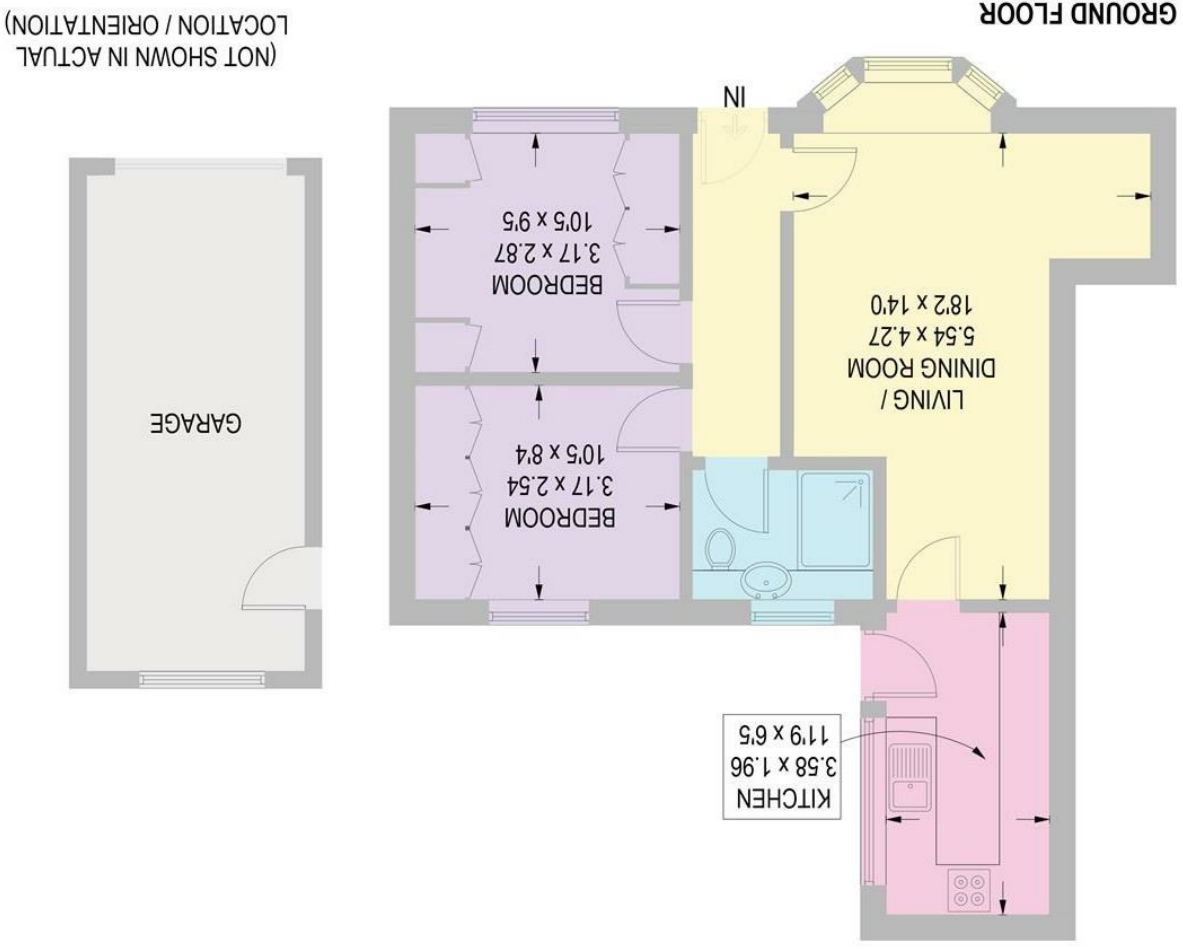 KITCHEN
3.58 x 1.96
11'9 x 6'5
BEDROOM
3.17 x 2.54
10'5 x 8'4
LIVING /
DINING ROOM
5.54 x 4.27
18'2 x 14'0
BEDROOM
3.17 x 2.87
10'5 x 9'5
GARAGE
IN
GROUND FLOOR
(NOT SHOWN IN ACTUAL
LOCATION / ORIENTATION)